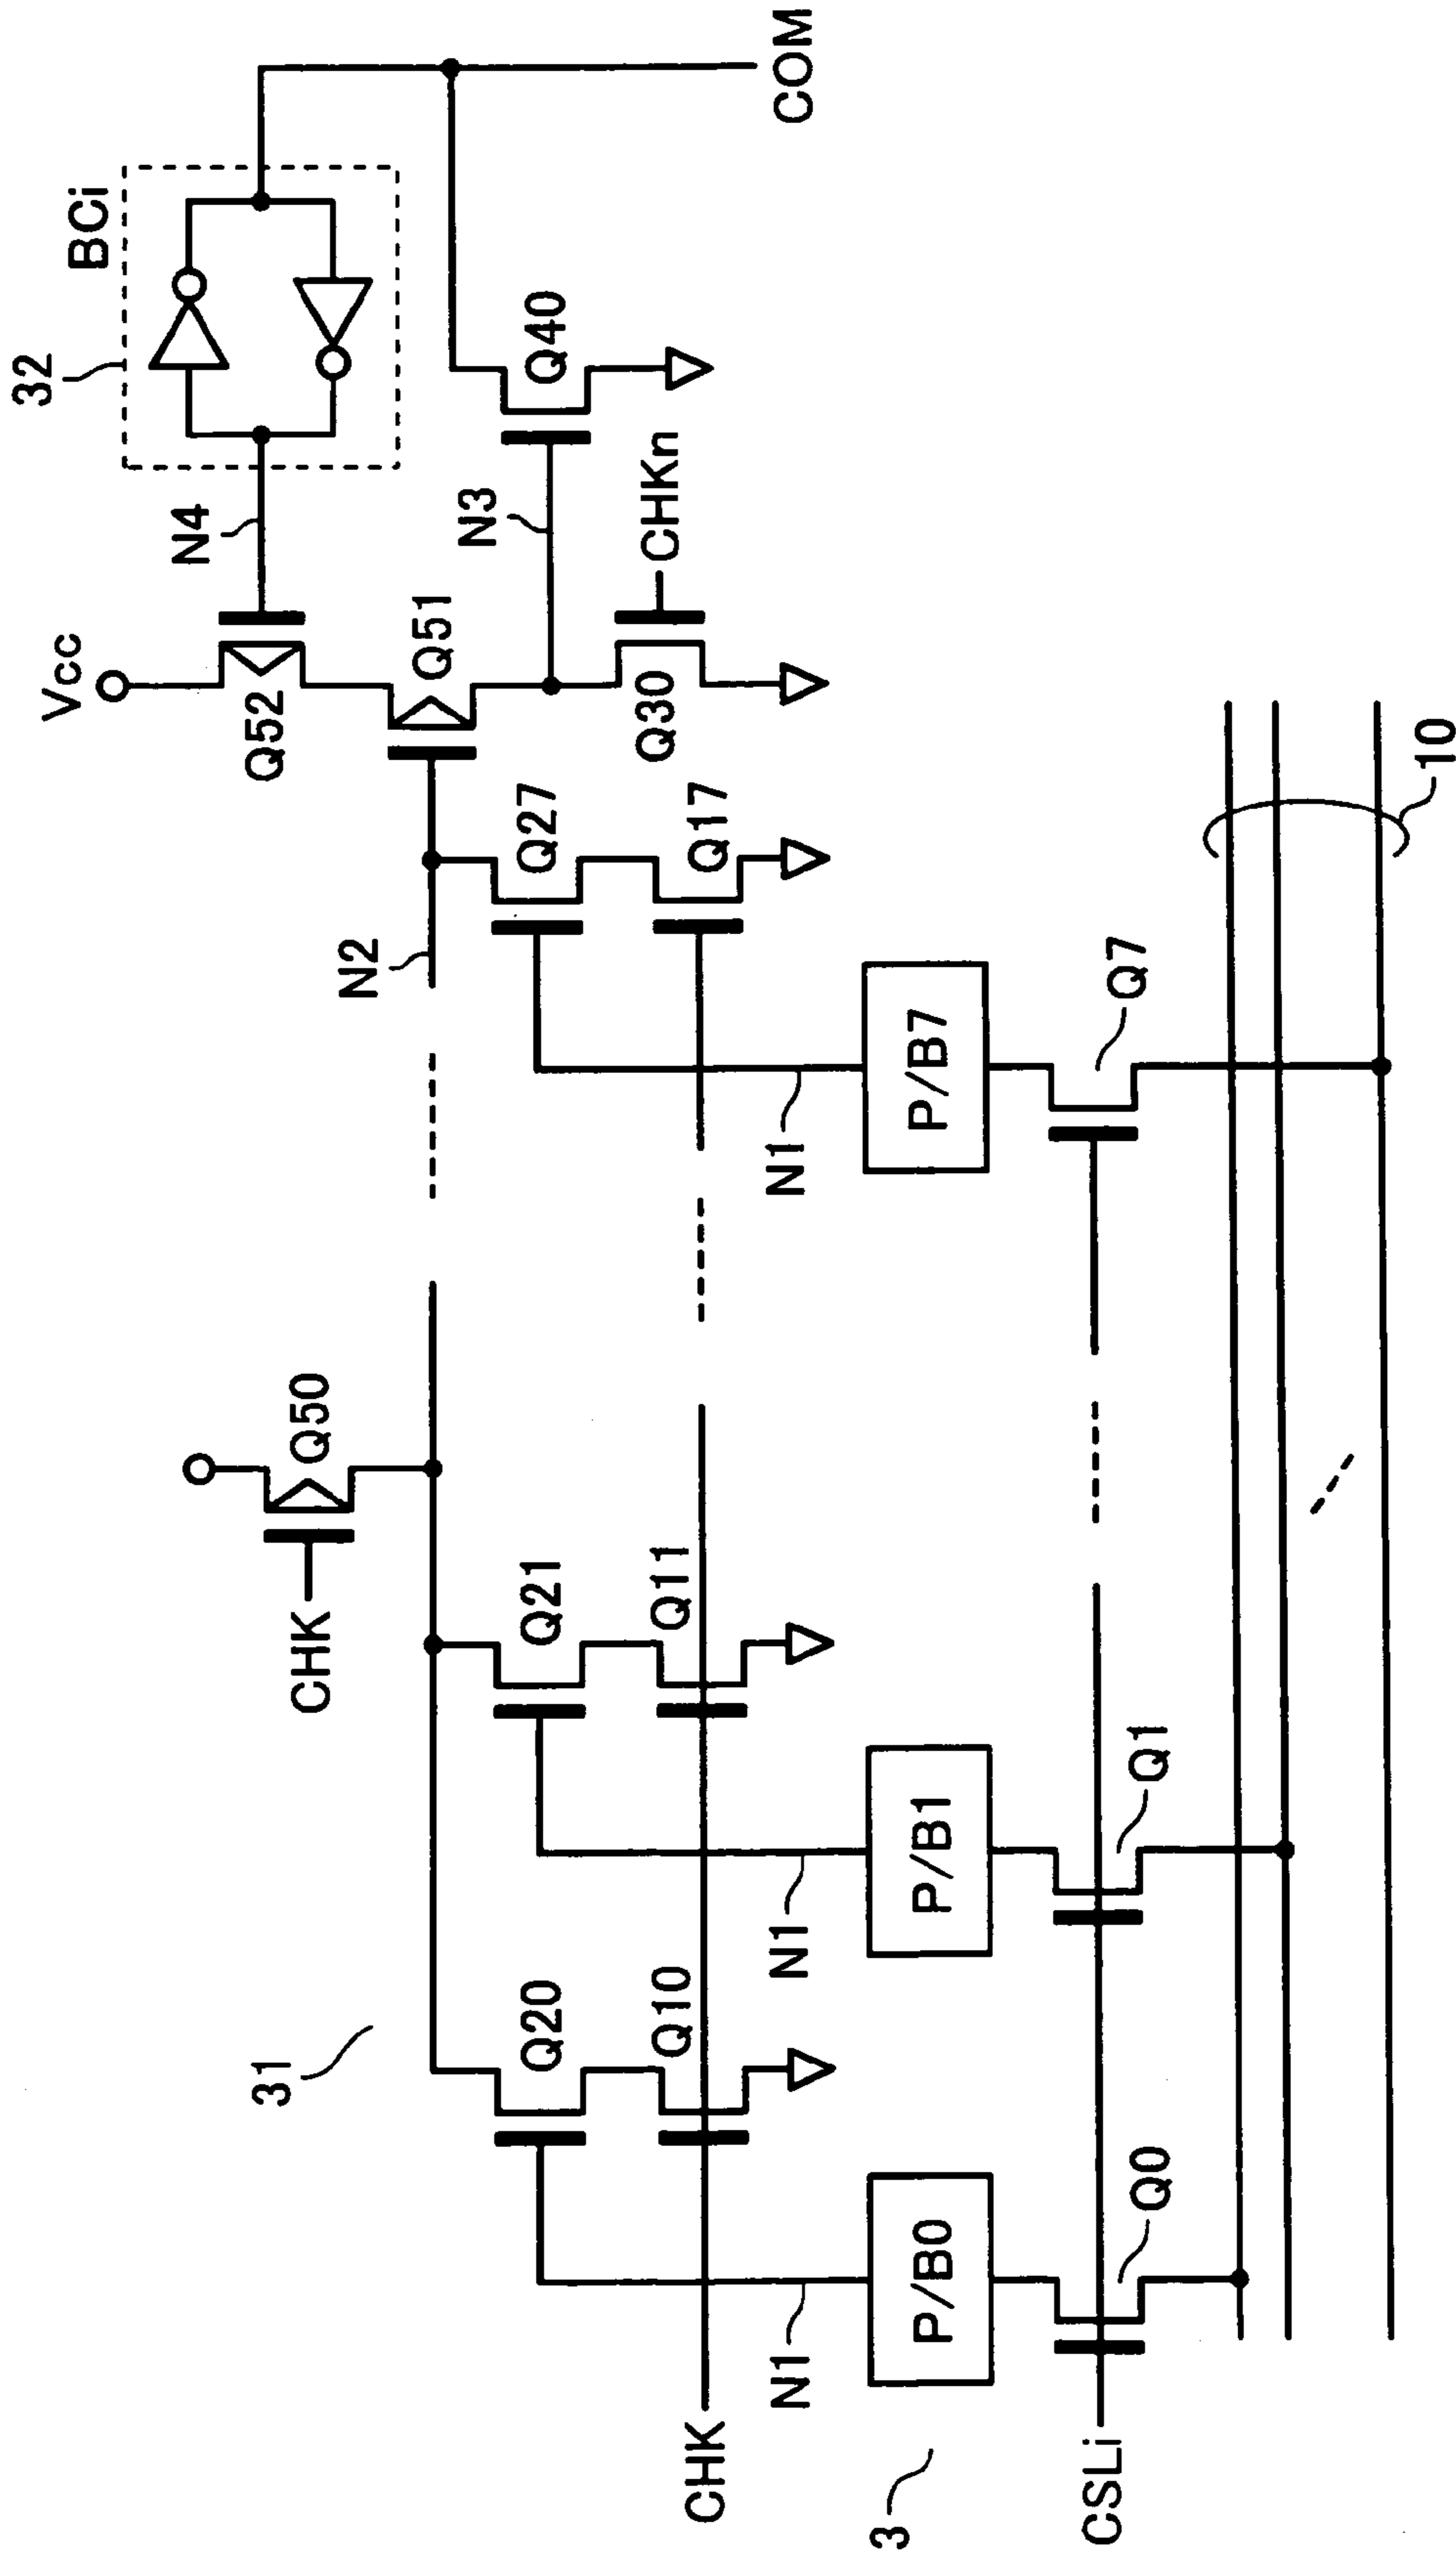 32
BCi
Vcc
N4
Q52
Q51
N3
Q40
COM
CHKn
Q30
31
CHK
Q50
N2
Q20
Q21
Q27
Q10
Q11
Q17
CHK
N1
N1
N1
3
P/B0
P/B1
P/B7
CSLi
Q0
Q1
Q7
10